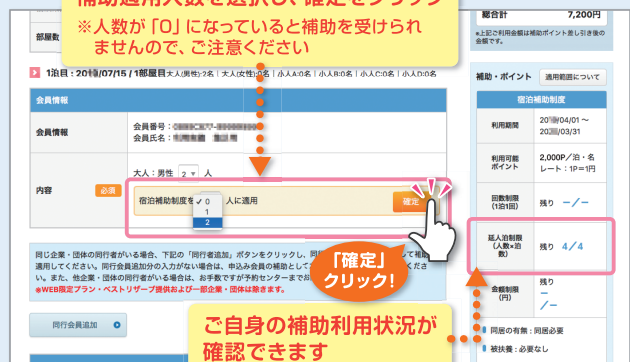 補助適用人数を選択し、確定をクリック
※人数が「0」になっていると補助を受けられ
ませんので、ご注意ください
部屋数
1泊目:20 /07/15 / 1部屋目 大人(男性):2名｜大人(女性):0名｜小人A:0名｜小人B:0名｜小人C:0名｜小人D:0名
会員情報
会員情報
会員番号:
会員氏名:
内容
必須
大人:男性 2 人
宿泊補助制度を ✓ 0 人に適用
1
2
確定
「確定」
クリック!
同じ企業・団体の同行者がいる場合、下記の「同行者追加」ボタンをクリックし、
適用してください。同行会員追加分の入力がない場合は、申込み会員の補助として
い。また、他企業・団体の同行者がいる場合は、お手数ですが予約センターまで
※WEB限定プラン・ベストリザーブ提供および一部企業・団体は除きます。
同行会員追加
ご自身の補助利用状況が
確認できます
総合計
7,200円
※上記ご利用金額は補助ポイント差し引き後の
金額です。
補助・ポイント
適用範囲について
宿泊補助制度
利用期間
20 /04/01 ～
20 /03/31
利用可能
ポイント
2,000P/泊・名
レート:1P=1円
回数制限
(1泊1回)
残り －/－
延人泊制限
(人数x泊
数)
残り 4/4
金額制限
(円)
残り
－
/－
同居の有無:同居必要
被扶養:必要なし